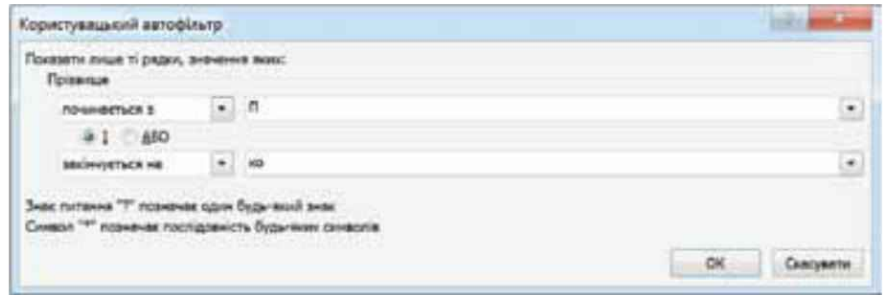 Користувацький автофільтр
Показати лише ті рядки, значення яких:
Прізвище
починається з П
І АБО
закінчується на ко
Знак питання "?" позначає один будь-який знак
Символ "*" позначає послідовність будь-яких символів
ОК Скасувати